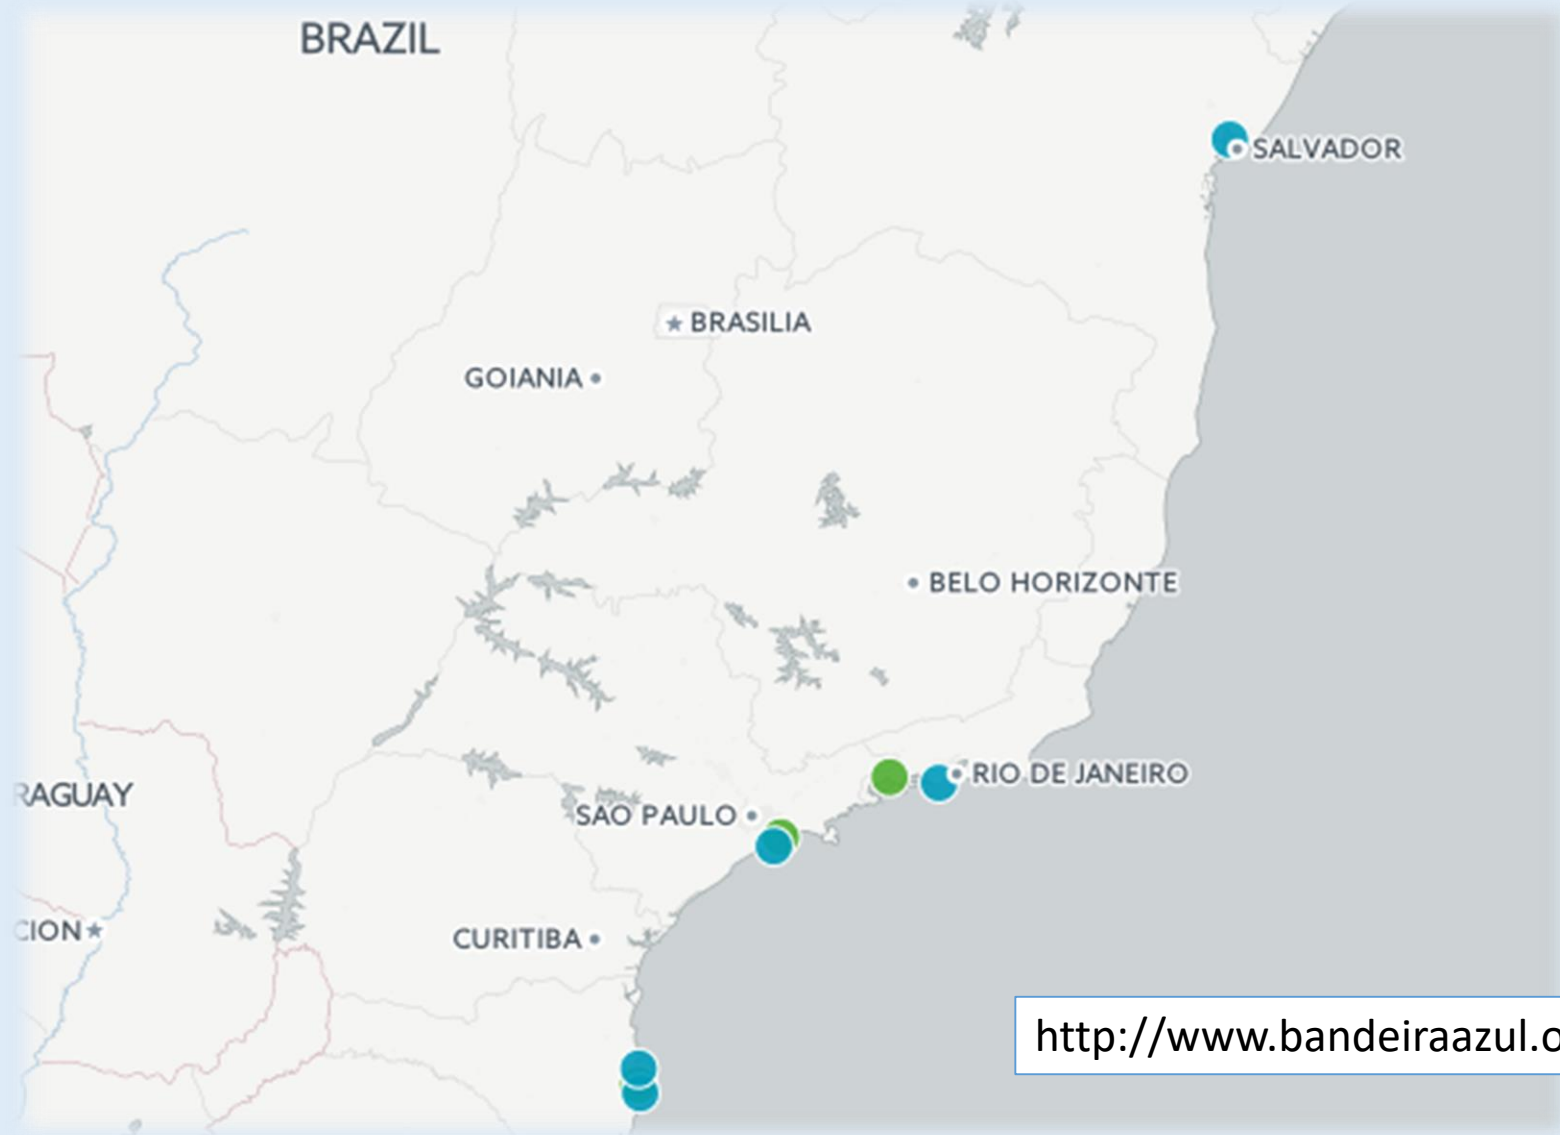 BRAZIL
SALVADOR
BRASILIA
GOIANIA
BELO HORIZONTE
RIO DE JANEIRO
RAGUAY
SAO PAULO
CION
CURITIBA
http://www.bandeiraazul.o